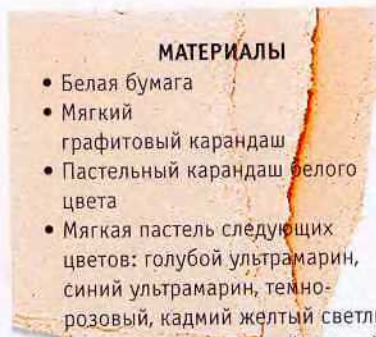 МАТЕРИАЛЫ
• Белая бумага
• Мягкий
графитовый карандаш
• Пастельный карандаш белого
цвета
• Мягкая пастель следующих
цветов: голубой ультрамарин,
синий ультрамарин, темно-
розовый, кадмий желтый